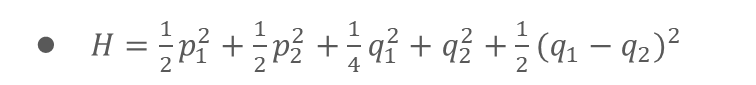 ● H = ½p₁² + ½p₂² + ¼q₁² + q₂² + ½(q₁ − q₂)²